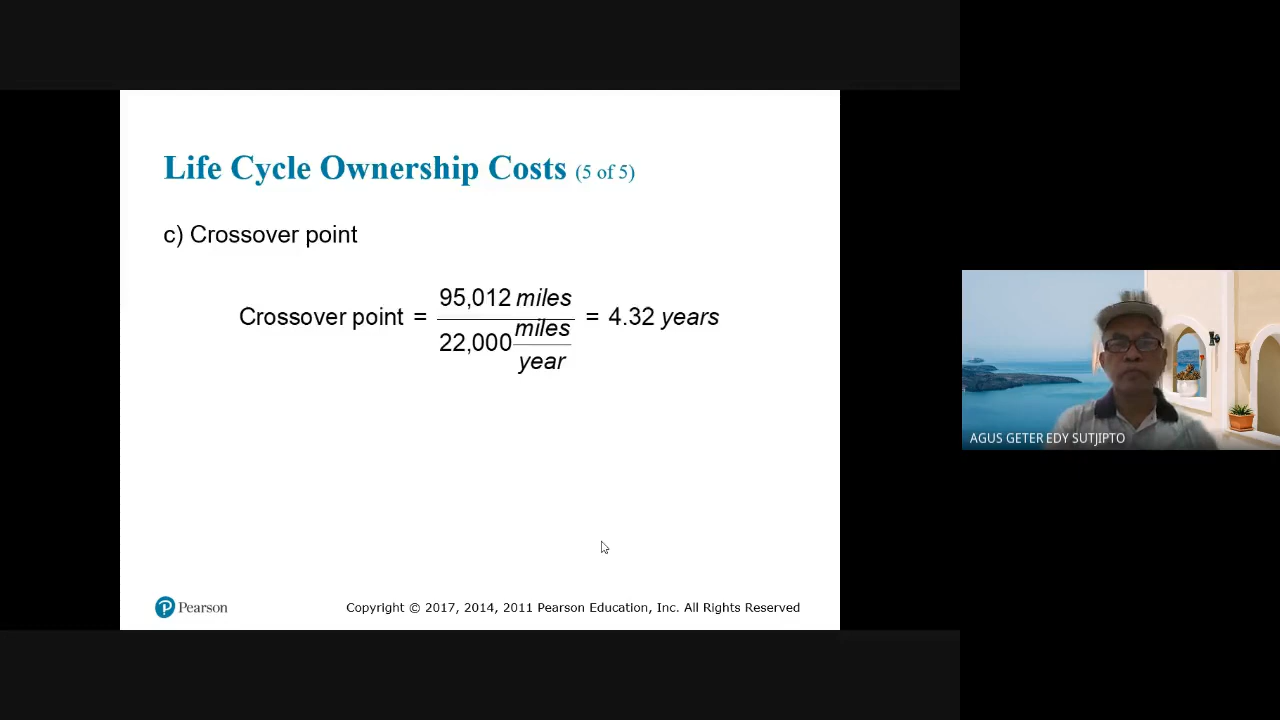 Life Cycle Ownership Costs (5 of 5)
c) Crossover point
Crossover point = 95,012 miles / 22,000 miles/year = 4.32 years
AGUS GETER EDY SUTJIPTO
Pearson
Copyright © 2017, 2014, 2011 Pearson Education, Inc. All Rights Reserved